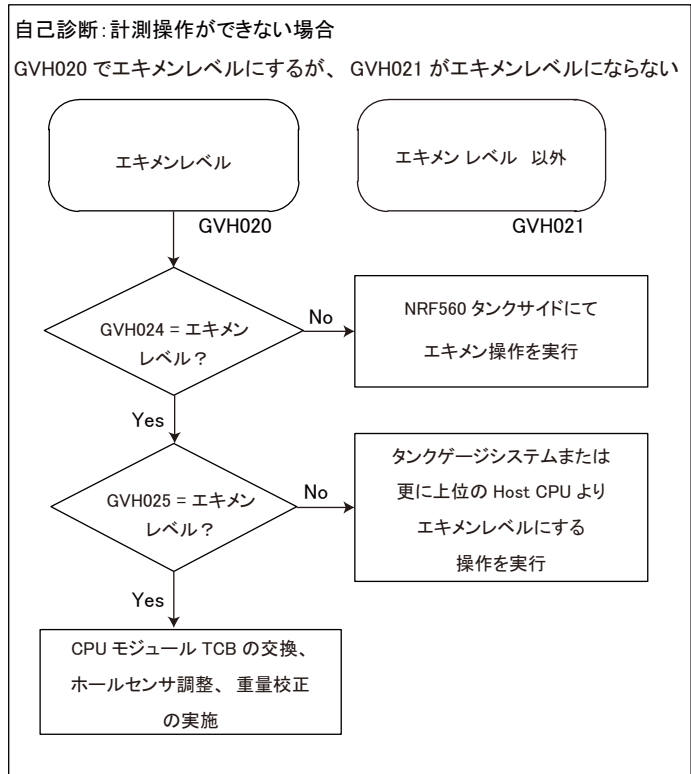 自己診断：計測操作ができない場合
GVH020 でエキメンレベルにするが、 GVH021 がエキメンレベルにならない
エキメンレベル
エキメン レベル 以外
GVH020
GVH021
GVH024 = エキメン
レベル？
No
NRF560 タンクサイドにて
エキメン操作を実行
Yes
GVH025 = エキメン
レベル？
No
タンクゲージシステムまたは
更に上位の Host CPU より
エキメンレベルにする
操作を実行
Yes
CPU モジュール TCB の交換、
ホールセンサ調整、 重量校正
の実施